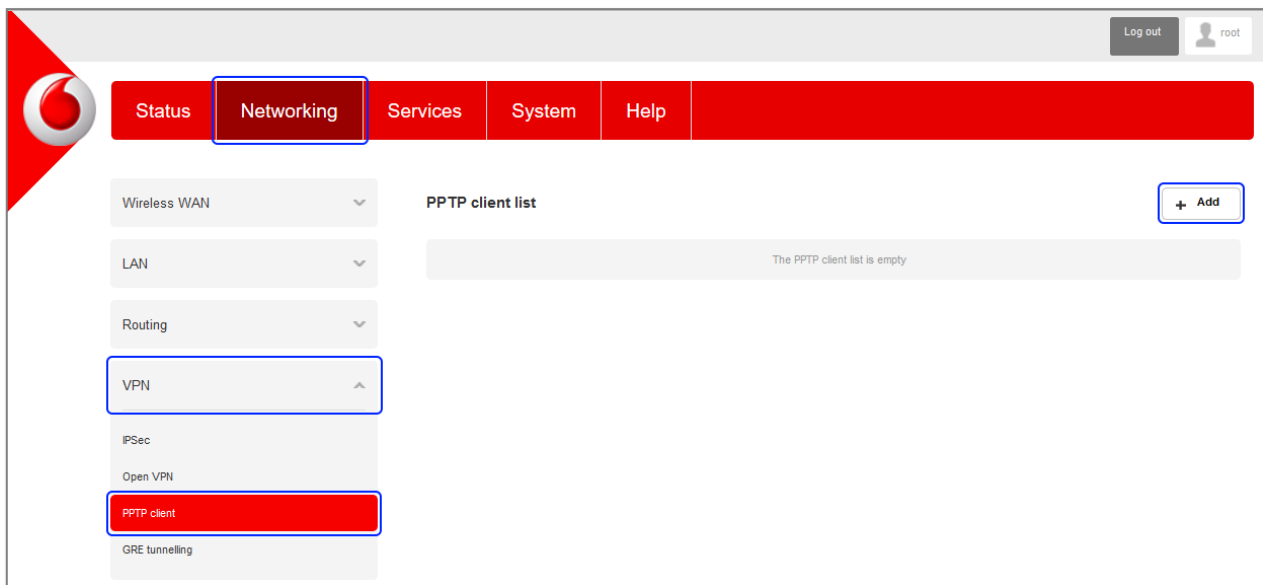 Log out
root
Status Networking Services System Help
Wireless WAN
PPTP client list
+ Add
LAN
The PPTP client list is empty
Routing
VPN
IPSec
Open VPN
PPTP client
GRE tunnelling